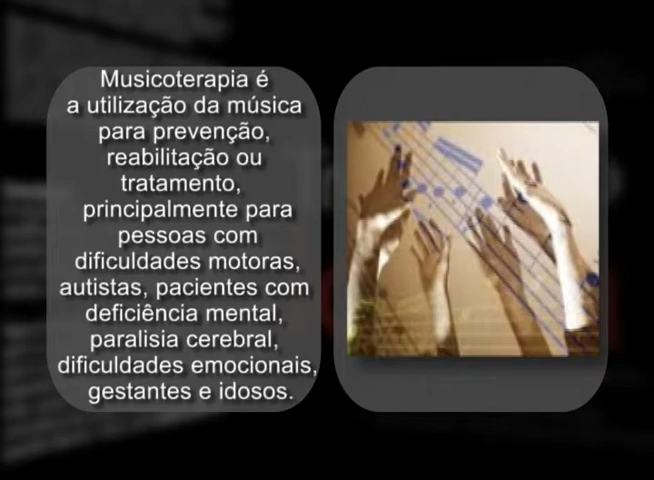 Musicoterapia é
a utilização da música
para prevenção,
reabilitação ou
tratamento,
principalmente para
pessoas com
dificuldades motoras,
autistas, pacientes com
deficiência mental,
paralisia cerebral,
dificuldades emocionais,
gestantes e idosos.